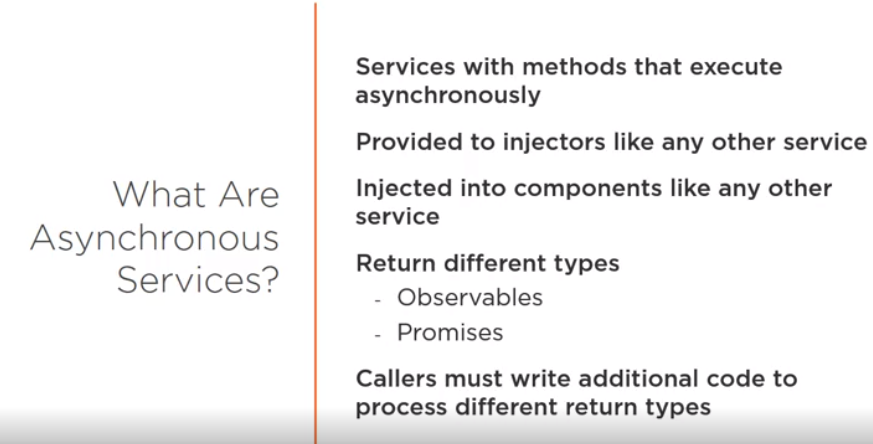 What Are
Asynchronous
Services?
Services with methods that execute
asynchronously
Provided to injectors like any other service
Injected into components like any other
service
Return different types
- Observables
- Promises
Callers must write additional code to
process different return types